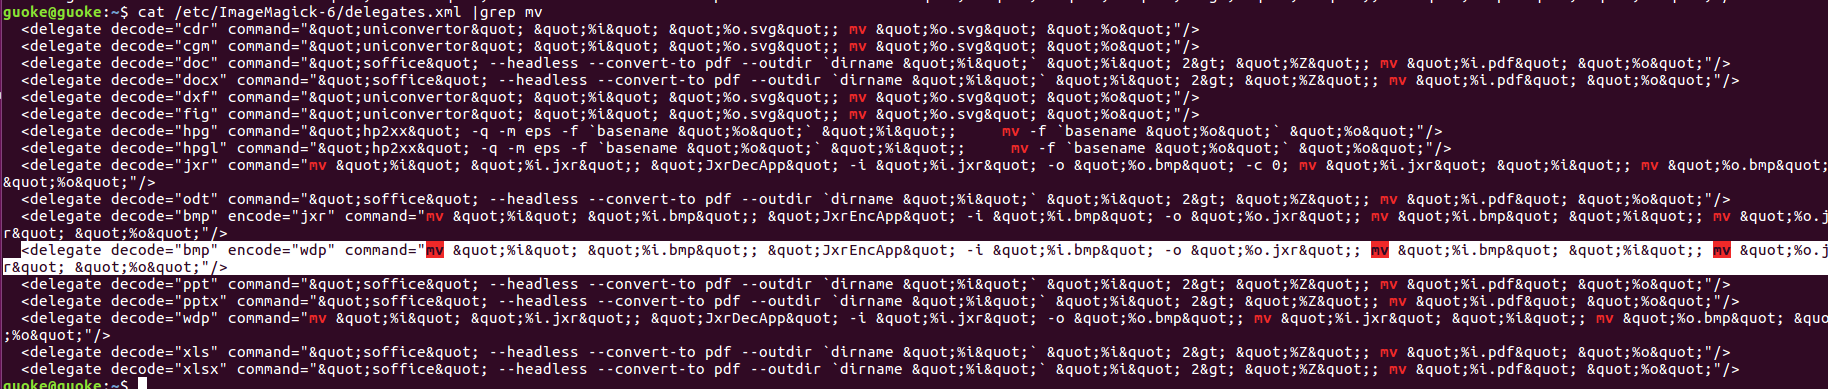 guoke@guoke:~$ cat /etc/ImageMagick-6/delegates.xml |grep mv
  <delegate decode="cdr" command="&quot;uniconvertor&quot; &quot;%i&quot; &quot;%o.svg&quot;; mv &quot;%o.svg&quot; &quot;%o&quot;"/>
  <delegate decode="cgm" command="&quot;uniconvertor&quot; &quot;%i&quot; &quot;%o.svg&quot;; mv &quot;%o.svg&quot; &quot;%o&quot;"/>
  <delegate decode="doc" command="&quot;soffice&quot; --headless --convert-to pdf --outdir `dirname &quot;%i&quot;` &quot;%i&quot; 2&gt; &quot;%Z&quot;; mv &quot;%i.pdf&quot; &quot;%o&quot;"/>
  <delegate decode="docx" command="&quot;soffice&quot; --headless --convert-to pdf --outdir `dirname &quot;%i&quot;` &quot;%i&quot; 2&gt; &quot;%Z&quot;; mv &quot;%i.pdf&quot; &quot;%o&quot;"/>
  <delegate decode="dxf" command="&quot;uniconvertor&quot; &quot;%i&quot; &quot;%o.svg&quot;; mv &quot;%o.svg&quot; &quot;%o&quot;"/>
  <delegate decode="fig" command="&quot;uniconvertor&quot; &quot;%i&quot; &quot;%o.svg&quot;; mv &quot;%o.svg&quot; &quot;%o&quot;"/>
  <delegate decode="hpg" command="&quot;hp2xx&quot; -q -m eps -f `basename &quot;%o&quot;` &quot;%i&quot;;     mv -f `basename &quot;%o&quot;` &quot;%o&quot;"/>
  <delegate decode="hpgl" command="&quot;hp2xx&quot; -q -m eps -f `basename &quot;%o&quot;` &quot;%i&quot;;     mv -f `basename &quot;%o&quot;` &quot;%o&quot;"/>
  <delegate decode="jxr" command="mv &quot;%i&quot; &quot;%i.jxr&quot;; &quot;JxrDecApp&quot; -i &quot;%i.jxr&quot; -o &quot;%o.bmp&quot; -c 0; mv &quot;%i.jxr&quot; &quot;%i&quot;; mv &quot;%o.bmp&quot;
&quot;%o&quot;"/>
  <delegate decode="odt" command="&quot;soffice&quot; --headless --convert-to pdf --outdir `dirname &quot;%i&quot;` &quot;%i&quot; 2&gt; &quot;%Z&quot;; mv &quot;%i.pdf&quot; &quot;%o&quot;"/>
  <delegate decode="bmp" encode="jxr" command="mv &quot;%i&quot; &quot;%i.bmp&quot;; &quot;JxrEncApp&quot; -i &quot;%i.bmp&quot; -o &quot;%o.jxr&quot;; mv &quot;%i.bmp&quot; &quot;%i&quot;; mv &quot;%o.j
r&quot; &quot;%o&quot;"/>
  <delegate decode="bmp" encode="wdp" command="mv &quot;%i&quot; &quot;%i.bmp&quot;; &quot;JxrEncApp&quot; -i &quot;%i.bmp&quot; -o &quot;%o.jxr&quot;; mv &quot;%i.bmp&quot; &quot;%i&quot;; mv &quot;%o.j
r&quot; &quot;%o&quot;"/>
  <delegate decode="ppt" command="&quot;soffice&quot; --headless --convert-to pdf --outdir `dirname &quot;%i&quot;` &quot;%i&quot; 2&gt; &quot;%Z&quot;; mv &quot;%i.pdf&quot; &quot;%o&quot;"/>
  <delegate decode="pptx" command="&quot;soffice&quot; --headless --convert-to pdf --outdir `dirname &quot;%i&quot;` &quot;%i&quot; 2&gt; &quot;%Z&quot;; mv &quot;%i.pdf&quot; &quot;%o&quot;"/>
  <delegate decode="wdp" command="mv &quot;%i&quot; &quot;%i.jxr&quot;; &quot;JxrDecApp&quot; -i &quot;%i.jxr&quot; -o &quot;%o.bmp&quot;; mv &quot;%i.jxr&quot; &quot;%i&quot;; mv &quot;%o.bmp&quot; &quo
;%o&quot;"/>
  <delegate decode="xls" command="&quot;soffice&quot; --headless --convert-to pdf --outdir `dirname &quot;%i&quot;` &quot;%i&quot; 2&gt; &quot;%Z&quot;; mv &quot;%i.pdf&quot; &quot;%o&quot;"/>
  <delegate decode="xlsx" command="&quot;soffice&quot; --headless --convert-to pdf --outdir `dirname &quot;%i&quot;` &quot;%i&quot; 2&gt; &quot;%Z&quot;; mv &quot;%i.pdf&quot; &quot;%o&quot;"/>
guoke@guoke:~$